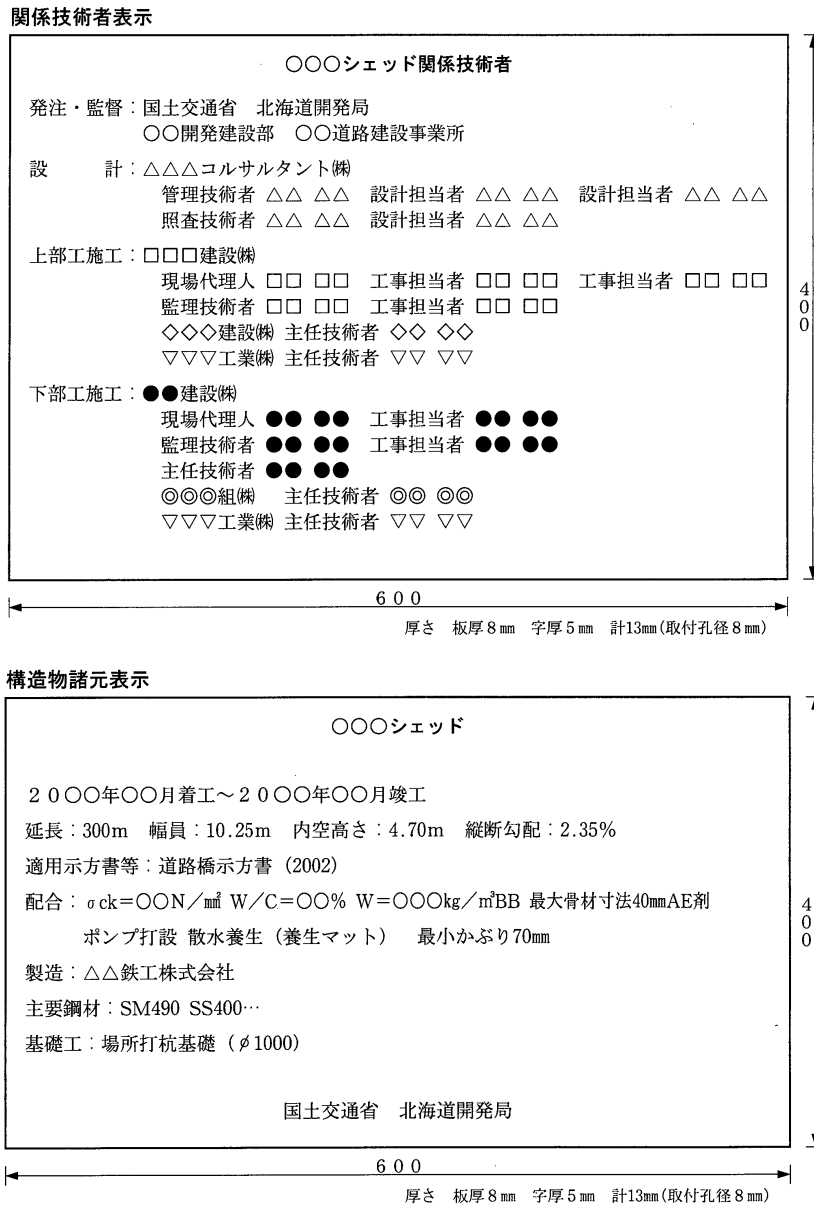 関係技術者表示
○○○シェッド関係技術者
発注・監督：国土交通省　北海道開発局
○○開発建設部　○○道路建設事業所
設　　計：△△△コルサルタント㈱
管理技術者 △△ △△　設計担当者 △△ △△　設計担当者 △△ △△
照査技術者 △△ △△　設計担当者 △△ △△
上部工施工：□□□建設㈱
現場代理人 □□ □□　工事担当者 □□ □□　工事担当者 □□ □□
監理技術者 □□ □□　工事担当者 □□ □□
◇◇◇建設㈱ 主任技術者 ◇◇ ◇◇
▽▽▽工業㈱ 主任技術者 ▽▽ ▽▽
下部工施工：●●建設㈱
現場代理人 ●● ●●　工事担当者 ●● ●●
監理技術者 ●● ●●　工事担当者 ●● ●●
主任技術者 ●● ●●
◎◎◎組㈱　主任技術者 ◎◎ ◎◎
▽▽▽工業㈱ 主任技術者 ▽▽ ▽▽
400
600
厚さ　板厚8㎜　字厚5㎜　計13㎜(取付孔径8㎜)
構造物諸元表示
○○○シェッド
20○○年○○月着工～20○○年○○月竣工
延長：300m　幅員：10.25m　内空高さ：4.70m　縦断勾配：2.35%
適用示方書等：道路橋示方書（2002）
配合：σck＝○○N／㎟ W／C＝○○% W＝○○○㎏／㎥BB 最大骨材寸法40㎜AE剤
ポンプ打設 散水養生（養生マット）　最小かぶり70㎜
製造：△△鉄工株式会社
主要鋼材：SM490 SS400…
基礎工：場所打杭基礎（φ1000）
国土交通省　北海道開発局
400
600
厚さ　板厚8㎜　字厚5㎜　計13㎜(取付孔径8㎜)